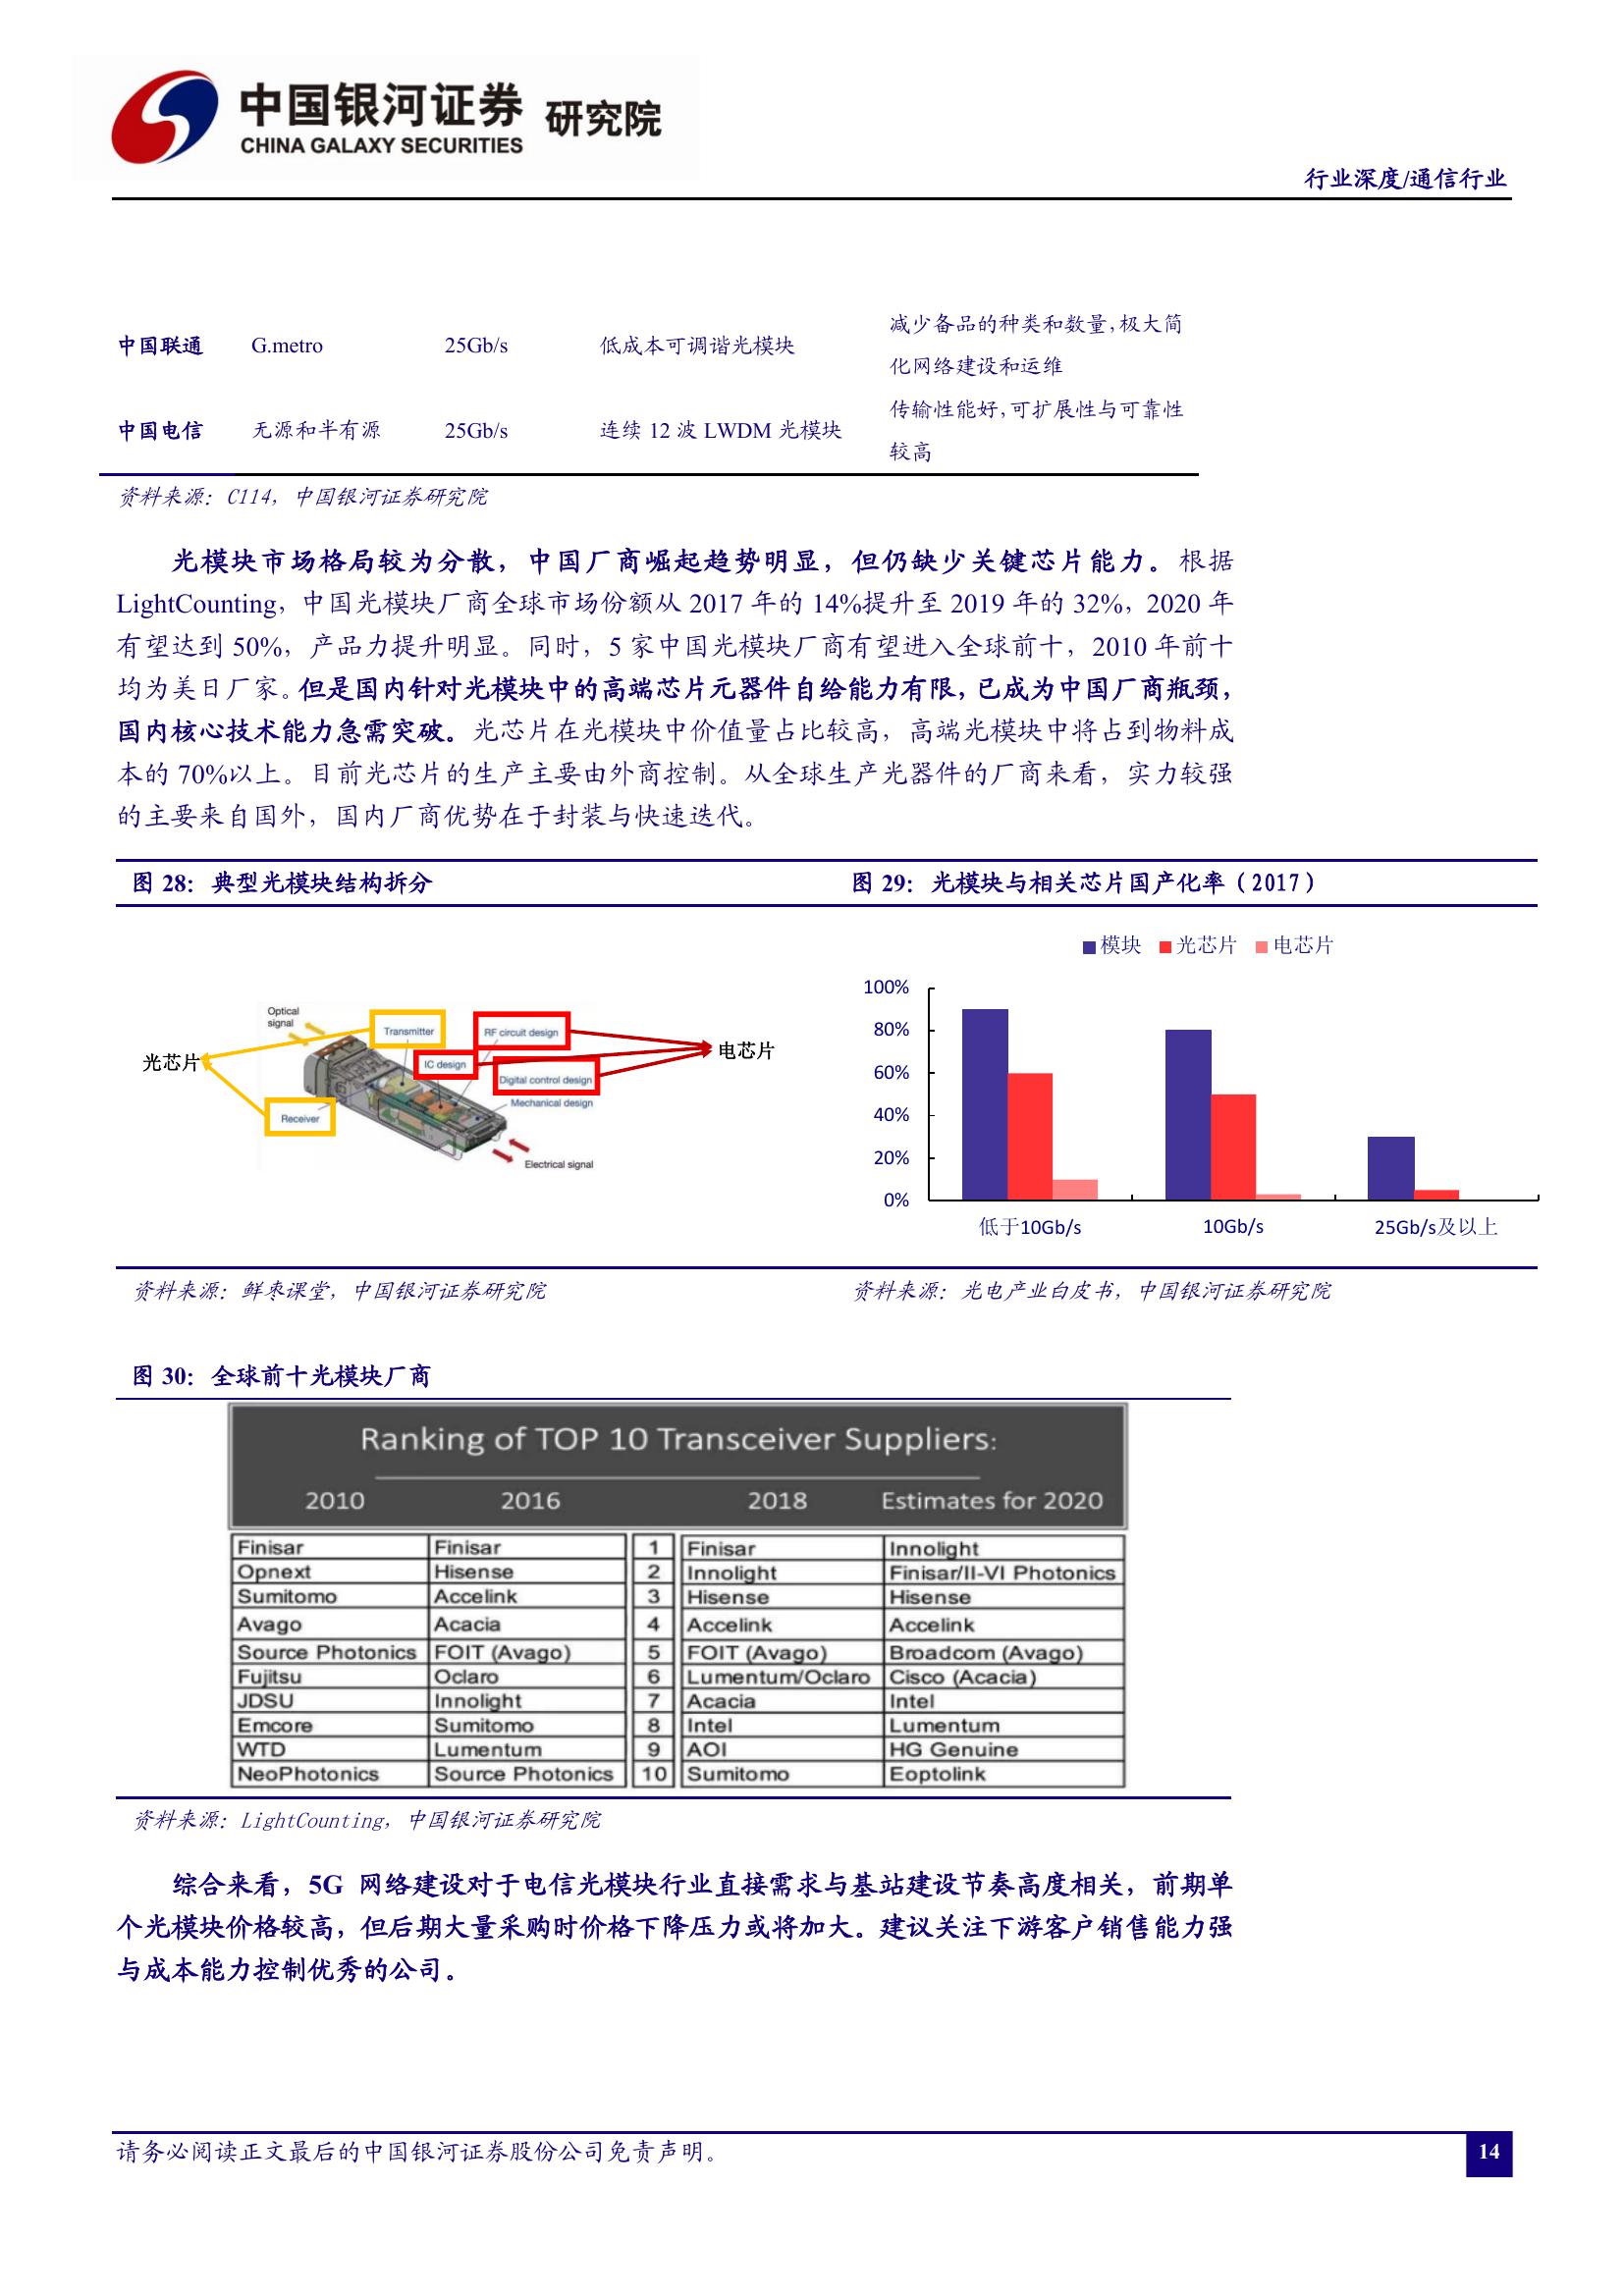 中国银河证券 研究院
CHINA GALAXY SECURITIES
行业深度/通信行业
中国联通 G.metro 25Gb/s 低成本可调谐光模块 减少备品的种类和数量,极大简
化网络建设和运维
中国电信 无源和半有源 25Gb/s 连续 12 波 LWDM 光模块 传输性能好,可扩展性与可靠性
较高
资料来源：C114，中国银河证券研究院
光模块市场格局较为分散，中国厂商崛起趋势明显，但仍缺少关键芯片能力。根据
LightCounting，中国光模块厂商全球市场份额从 2017 年的 14%提升至 2019 年的 32%，2020 年
有望达到 50%，产品力提升明显。同时，5 家中国光模块厂商有望进入全球前十，2010 年前十
均为美日厂家。但是国内针对光模块中的高端芯片元器件自给能力有限，已成为中国厂商瓶颈，
国内核心技术能力急需突破。光芯片在光模块中价值量占比较高，高端光模块中将占到物料成
本的 70%以上。目前光芯片的生产主要由外商控制。从全球生产光器件的厂商来看，实力较强
的主要来自国外，国内厂商优势在于封装与快速迭代。
图 28：典型光模块结构拆分
Optical
signal
Transmitter
RF circuit design
光芯片
IC design
电芯片
Digital control design
Mechanical design
Receiver
Electrical signal
资料来源：鲜枣课堂，中国银河证券研究院
图 29：光模块与相关芯片国产化率（2017）
模块 光芯片 电芯片
100%
80%
60%
40%
20%
0%
低于10Gb/s 10Gb/s 25Gb/s及以上
资料来源：光电产业白皮书，中国银河证券研究院
图 30：全球前十光模块厂商
Ranking of TOP 10 Transceiver Suppliers:
2010 2016 2018 Estimates for 2020
Finisar Finisar 1 Finisar Innolight
Opnext Hisense 2 Innolight Finisar/II-VI Photonics
Sumitomo Accelink 3 Hisense Hisense
Avago Acacia 4 Accelink Accelink
Source Photonics FOIT (Avago) 5 FOIT (Avago) Broadcom (Avago)
Fujitsu Oclaro 6 Lumentum/Oclaro Cisco (Acacia)
JDSU Innolight 7 Acacia Intel
Emcore Sumitomo 8 Intel Lumentum
WTD Lumentum 9 AOI HG Genuine
NeoPhotonics Source Photonics 10 Sumitomo Eoptolink
资料来源：LightCounting，中国银河证券研究院
综合来看，5G 网络建设对于电信光模块行业直接需求与基站建设节奏高度相关，前期单
个光模块价格较高，但后期大量采购时价格下降压力或将加大。建议关注下游客户销售能力强
与成本能力控制优秀的公司。
请务必阅读正文最后的中国银河证券股份公司免责声明。
14